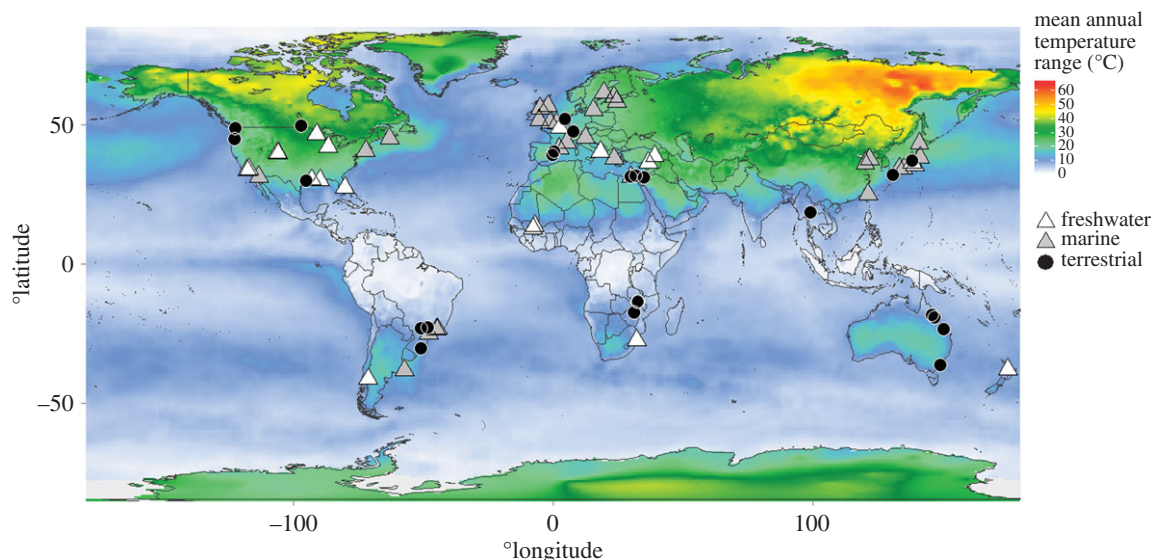 mean annual
temperature
range (°C)
60
50
40
30
20
10
0
freshwater
marine
terrestrial
50
0
–50
°latitude
–100
0
100
°longitude